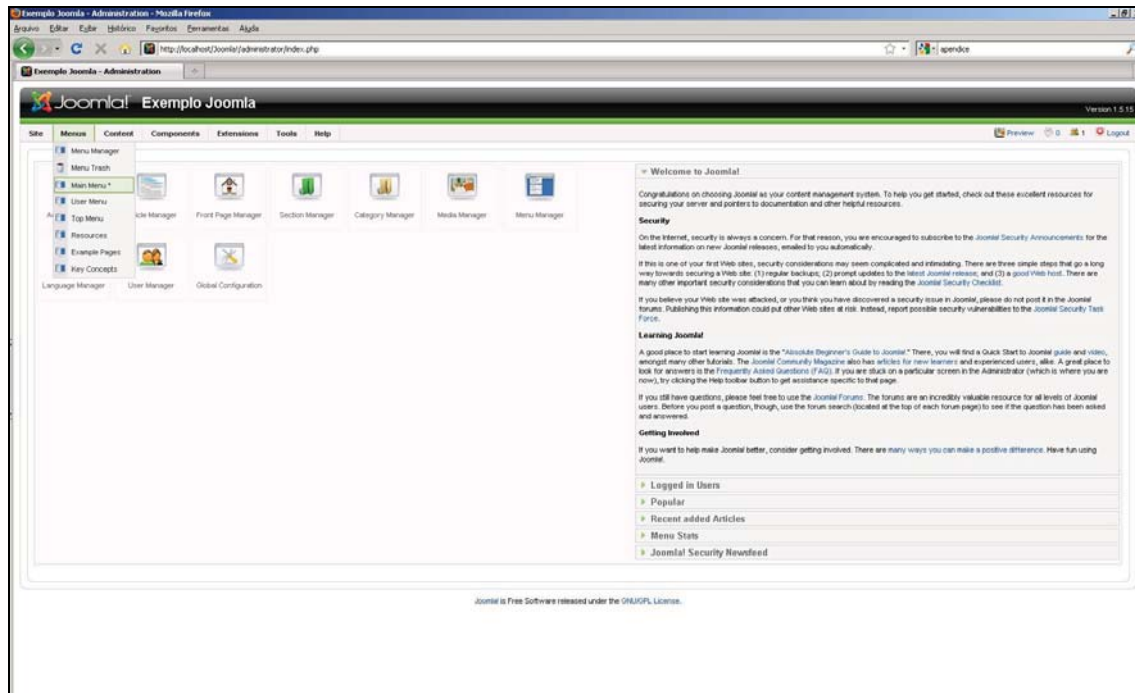 Exemplo Joomla - Administration - Mozilla Firefox
Arquivo Editar Exibir Histórico Favoritos Ferramentas Ajuda
http://localhost/Joomla!/administrator/index.php
apendice
Exemplo Joomla - Administration
Joomla! Exemplo Joomla
Version 1.5.15
Site Menus Content Components Extensions Tools Help
Preview 0 1 Logout
Menu Manager
Menu Trash
Main Menu *
User Menu
Top Menu
Resources
Example Pages
Key Concepts
Manager Front Page Manager Section Manager Category Manager Media Manager Menu Manager
Language Manager User Manager Global Configuration
Welcome to Joomla!
Congratulations on choosing Joomla! as your content management system. To help you get started, check out these excellent resources for
securing your server and pointers to documentation and other helpful resources.
Security
On the Internet, security is always a concern. For that reason, you are encouraged to subscribe to the Joomla! Security Announcements for the
latest information on new Joomla! releases, emailed to you automatically.
If this is one of your first Web sites, security considerations may seem complicated and intimidating. There are three simple steps that go a long
way towards securing a Web site: (1) regular backups; (2) prompt updates to the latest Joomla! release; and (3) a good Web host. There are
many other important security considerations that you can learn about by reading the Joomla! Security Checklist.
If you believe your Web site was attacked, or you think you have discovered a security issue in Joomla!, please do not post it in the Joomla!
forums. Publishing this information could put other Web sites at risk. Instead, report possible security vulnerabilities to the Joomla! Security Task
Force.
Learning Joomla!
A good place to start learning Joomla! is the "Absolute Beginner's Guide to Joomla!." There, you will find a Quick Start to Joomla! guide and video,
amongst many other tutorials. The Joomla! Community Magazine also has articles for new learners and experienced users, alike. A great place to
look for answers is the Frequently Asked Questions (FAQ). If you are stuck on a particular screen in the Administrator (which is where you are
now), try clicking the Help toolbar button to get assistance specific to that page.
If you still have questions, please feel free to use the Joomla! Forums. The forums are an incredibly valuable resource for all levels of Joomla!
users. Before you post a question, though, use the forum search (located at the top of each forum page) to see if the question has been asked
and answered.
Getting Involved
If you want to help make Joomla! better, consider getting involved. There are many ways you can make a positive difference. Have fun using
Joomla!.
Logged in Users
Popular
Recent added Articles
Menu Stats
Joomla! Security Newsfeed
Joomla! is Free Software released under the GNU/GPL License.